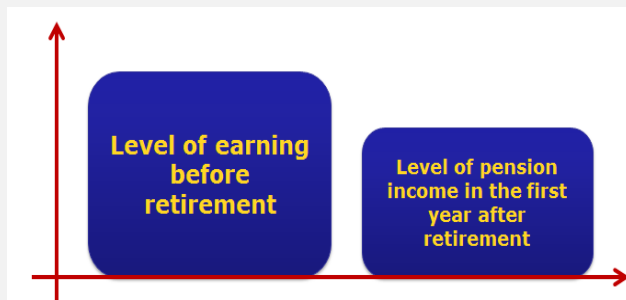 Level of earning
before
retirement
Level of pension
income in the first
year after
retirement